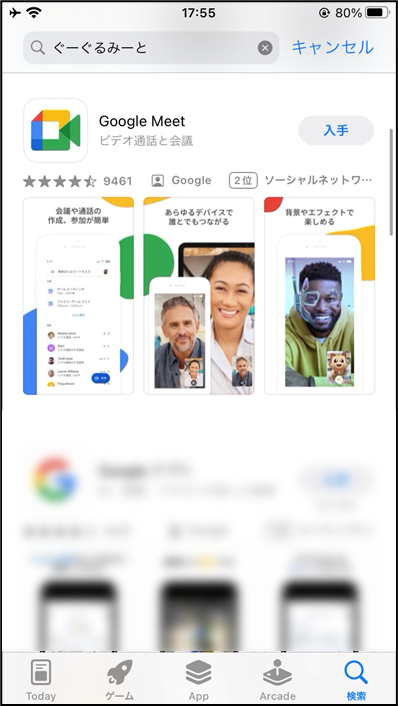 17:55
80%
ぐーぐるみーと
キャンセル
Google Meet
ビデオ通話と会議
入手
9461
Google
2位
ソーシャルネットワ…
会議や通話の
作成、参加が簡単
あらゆるデバイスで
誰とでもつながる
背景やエフェクトで
楽しめる
Today
ゲーム
App
Arcade
検索